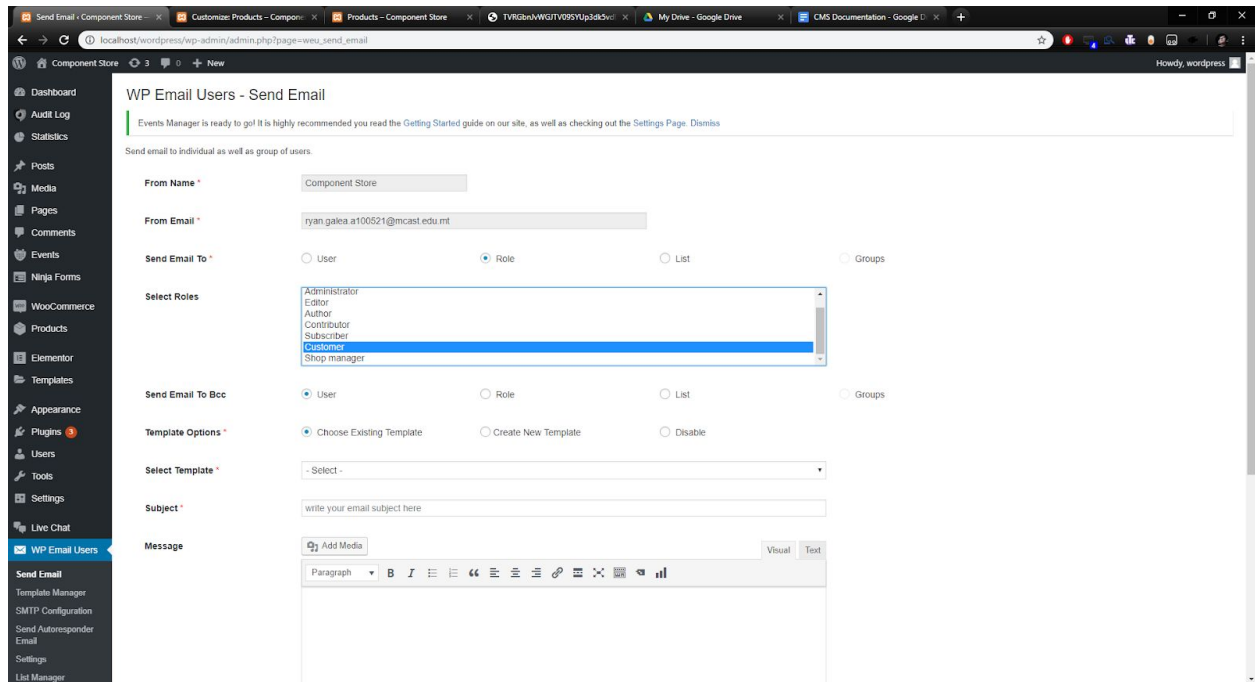 Send Email ‹ Component Store —
Customize: Products – Compone
Products – Component Store
My Drive - Google Drive
CMS Documentation - Google D
localhost/wordpress/wp-admin/admin.php?page=weu_send_email
Component Store 3 0 + New Howdy, wordpress
Dashboard
Audit Log
Statistics
Posts
Media
Pages
Comments
Events
Ninja Forms
WooCommerce
Products
Elementor
Templates
Appearance
Plugins 3
Users
Tools
Settings
Live Chat
WP Email Users
Send Email
Template Manager
SMTP Configuration
Send Autoresponder
Email
Settings
List Manager
WP Email Users - Send Email
Events Manager is ready to go! It is highly recommended you read the Getting Started guide on our site, as well as checking out the Settings Page. Dismiss
Send email to individual as well as group of users.
From Name * Component Store
From Email * ryan.galea.a100521@mcast.edu.mt
Send Email To * User Role List Groups
Select Roles
Administrator
Editor
Author
Contributor
Subscriber
Customer
Shop manager
Send Email To Bcc User Role List Groups
Template Options * Choose Existing Template Create New Template Disable
Select Template * - Select -
Subject * write your email subject here
Message Add Media Visual Text
Paragraph B I